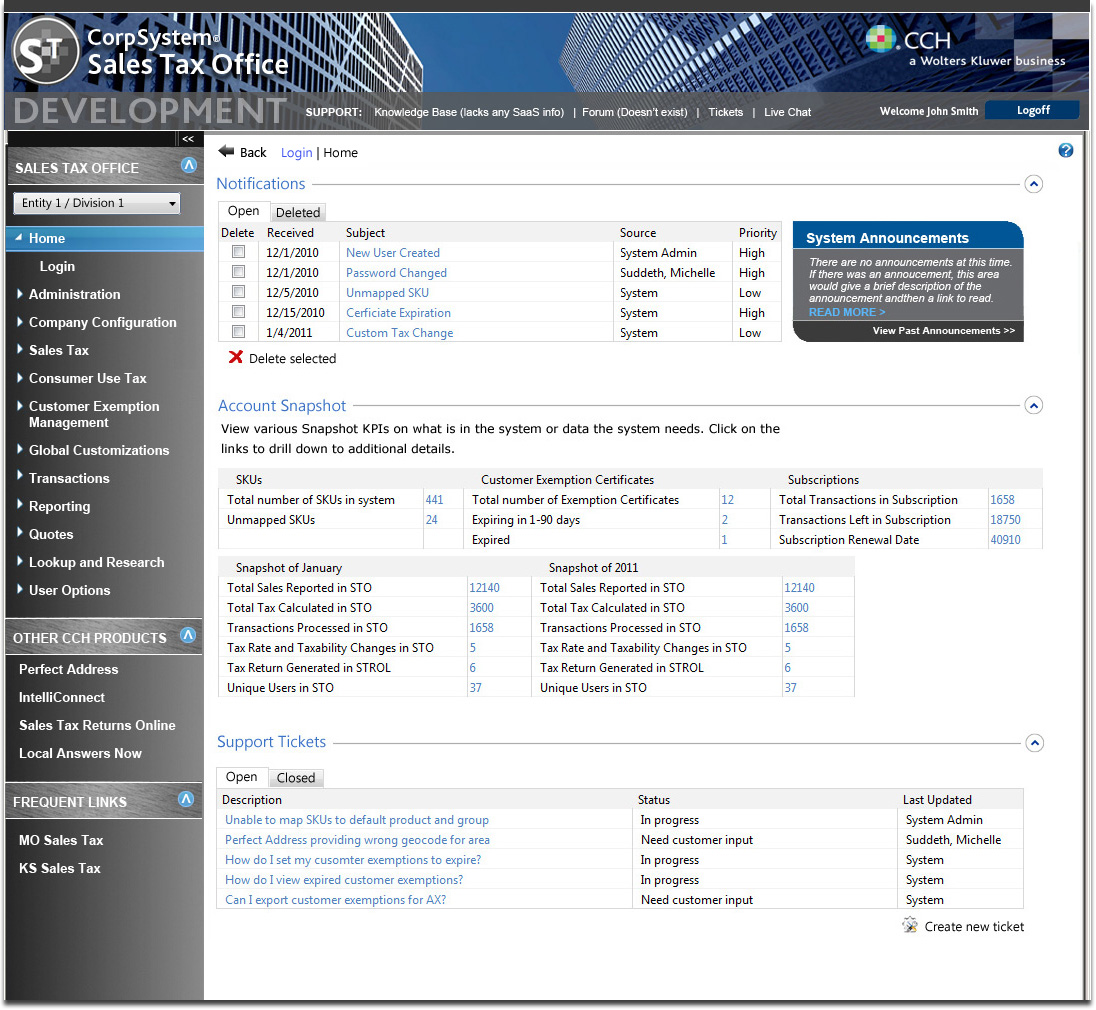 ST CorpSystem® Sales Tax Office
CCH
a Wolters Kluwer business
DEVELOPMENT
SUPPORT: Knowledge Base (lacks any SaaS info) | Forum (Doesn't exist) | Tickets | Live Chat
Welcome John Smith Logoff
<<
SALES TAX OFFICE
Entity 1 / Division 1
Home
Login
Administration
Company Configuration
Sales Tax
Consumer Use Tax
Customer Exemption
Management
Global Customizations
Transactions
Reporting
Quotes
Lookup and Research
User Options
OTHER CCH PRODUCTS
Perfect Address
IntelliConnect
Sales Tax Returns Online
Local Answers Now
FREQUENT LINKS
MO Sales Tax
KS Sales Tax
Back Login | Home ?
Notifications
Open Deleted
Delete Received Subject Source Priority
12/1/2010 New User Created System Admin High
12/1/2010 Password Changed Suddeth, Michelle High
12/5/2010 Unmapped SKU System Low
12/15/2010 Cerficiate Expiration System High
1/4/2011 Custom Tax Change System Low
Delete selected
System Announcements
There are no announcements at this time.
If there was an annoucement, this area
would give a brief description of the
announcement andthen a link to read.
READ MORE >
View Past Announcements >>
Account Snapshot
View various Snapshot KPIs on what is in the system or data the system needs. Click on the
links to drill down to additional details.
SKUs Customer Exemption Certificates Subscriptions
Total number of SKUs in system 441 Total number of Exemption Certificates 12 Total Transactions in Subscription 1658
Unmapped SKUs 24 Expiring in 1-90 days 2 Transactions Left in Subscription 18750
Expired 1 Subscription Renewal Date 40910
Snapshot of January Snapshot of 2011
Total Sales Reported in STO 12140 Total Sales Reported in STO 12140
Total Tax Calculated in STO 3600 Total Tax Calculated in STO 3600
Transactions Processed in STO 1658 Transactions Processed in STO 1658
Tax Rate and Taxability Changes in STO 5 Tax Rate and Taxability Changes in STO 5
Tax Return Generated in STROL 6 Tax Return Generated in STROL 6
Unique Users in STO 37 Unique Users in STO 37
Support Tickets
Open Closed
Description Status Last Updated
Unable to map SKUs to default product and group In progress System Admin
Perfect Address providing wrong geocode for area Need customer input Suddeth, Michelle
How do I set my cusomter exemptions to expire? In progress System
How do I view expired customer exemptions? In progress System
Can I export customer exemptions for AX? Need customer input System
Create new ticket